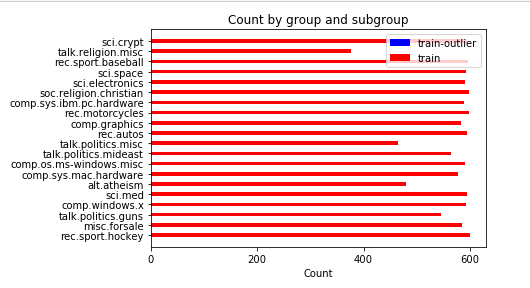 Count by group and subgroup
train-outlier
train
sci.crypt
talk.religion.misc
rec.sport.baseball
sci.space
sci.electronics
soc.religion.christian
comp.sys.ibm.pc.hardware
rec.motorcycles
comp.graphics
rec.autos
talk.politics.misc
talk.politics.mideast
comp.os.ms-windows.misc
comp.sys.mac.hardware
alt.atheism
sci.med
comp.windows.x
talk.politics.guns
misc.forsale
rec.sport.hockey
0 200 400 600
Count